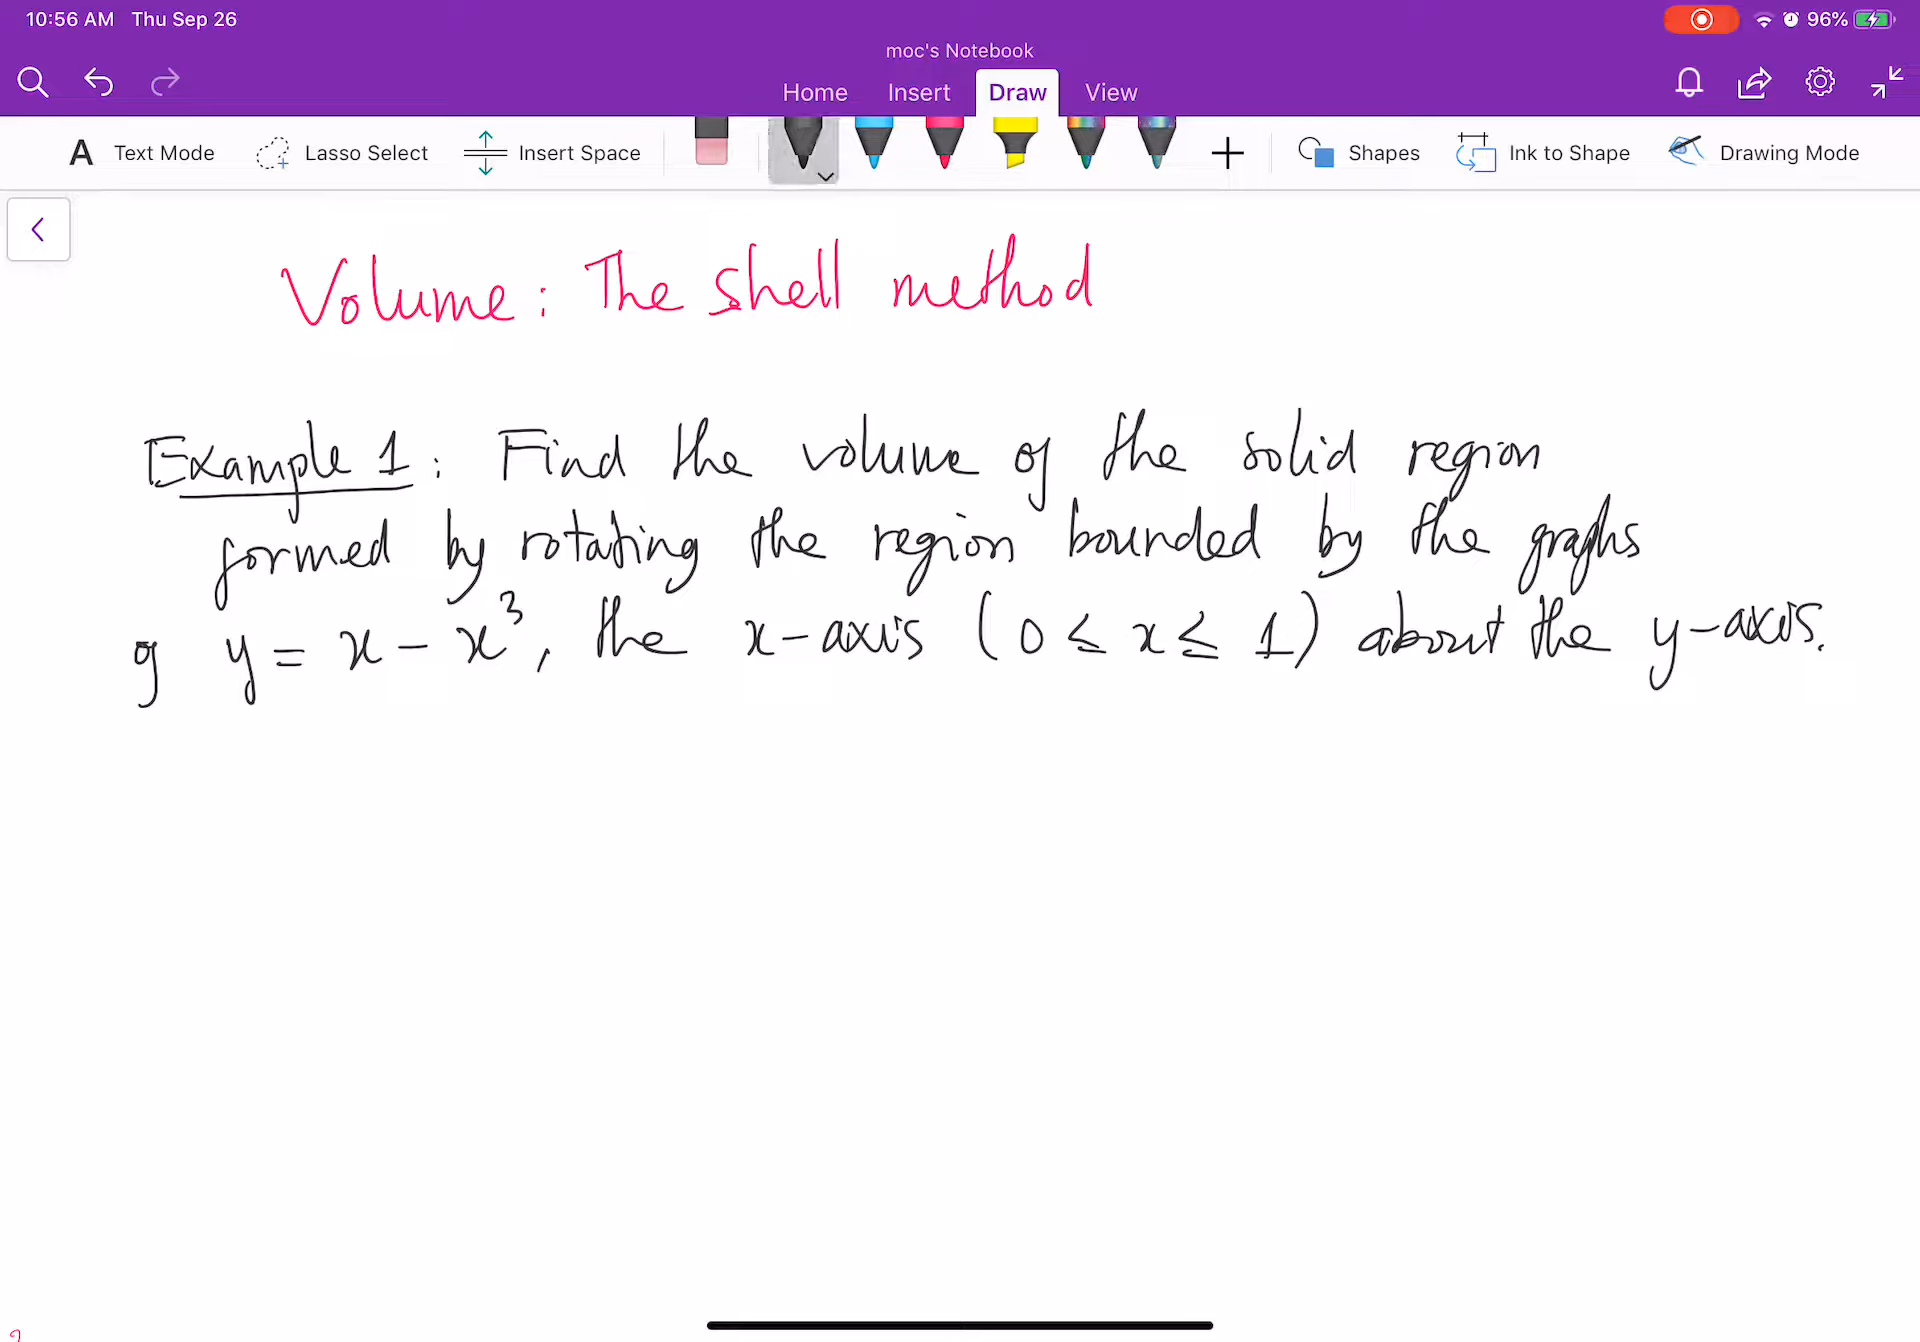 10:56 AM Thu Sep 26
96%
moc's Notebook
Home Insert Draw View
A Text Mode Lasso Select Insert Space Shapes Ink to Shape Drawing Mode
Volume: The shell method
Example 1: Find the volume of the solid region
formed by rotating the region bounded by the graphs
of y = x - x³, the x-axis (0 ≤ x ≤ 1) about the y-axis.